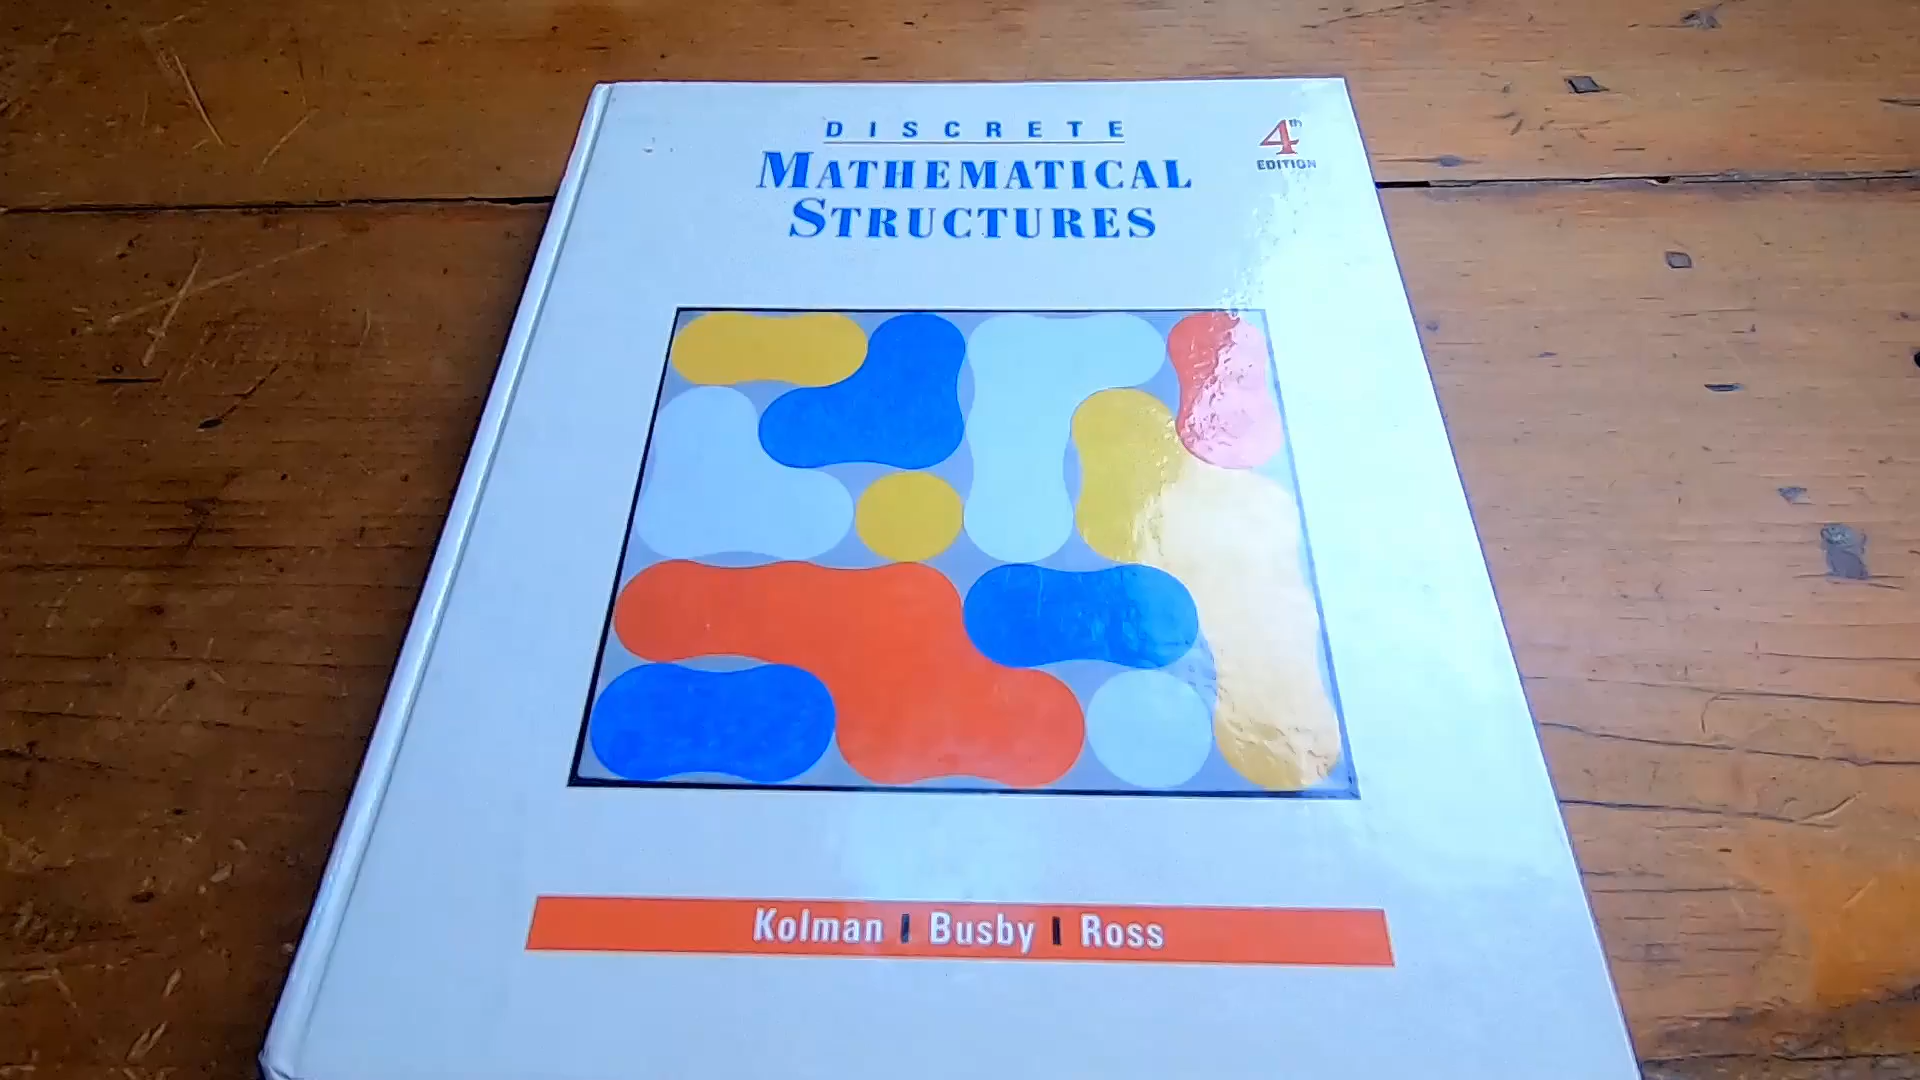 DISCRETE
MATHEMATICAL
STRUCTURES
4th
EDITION
Kolman | Busby | Ross